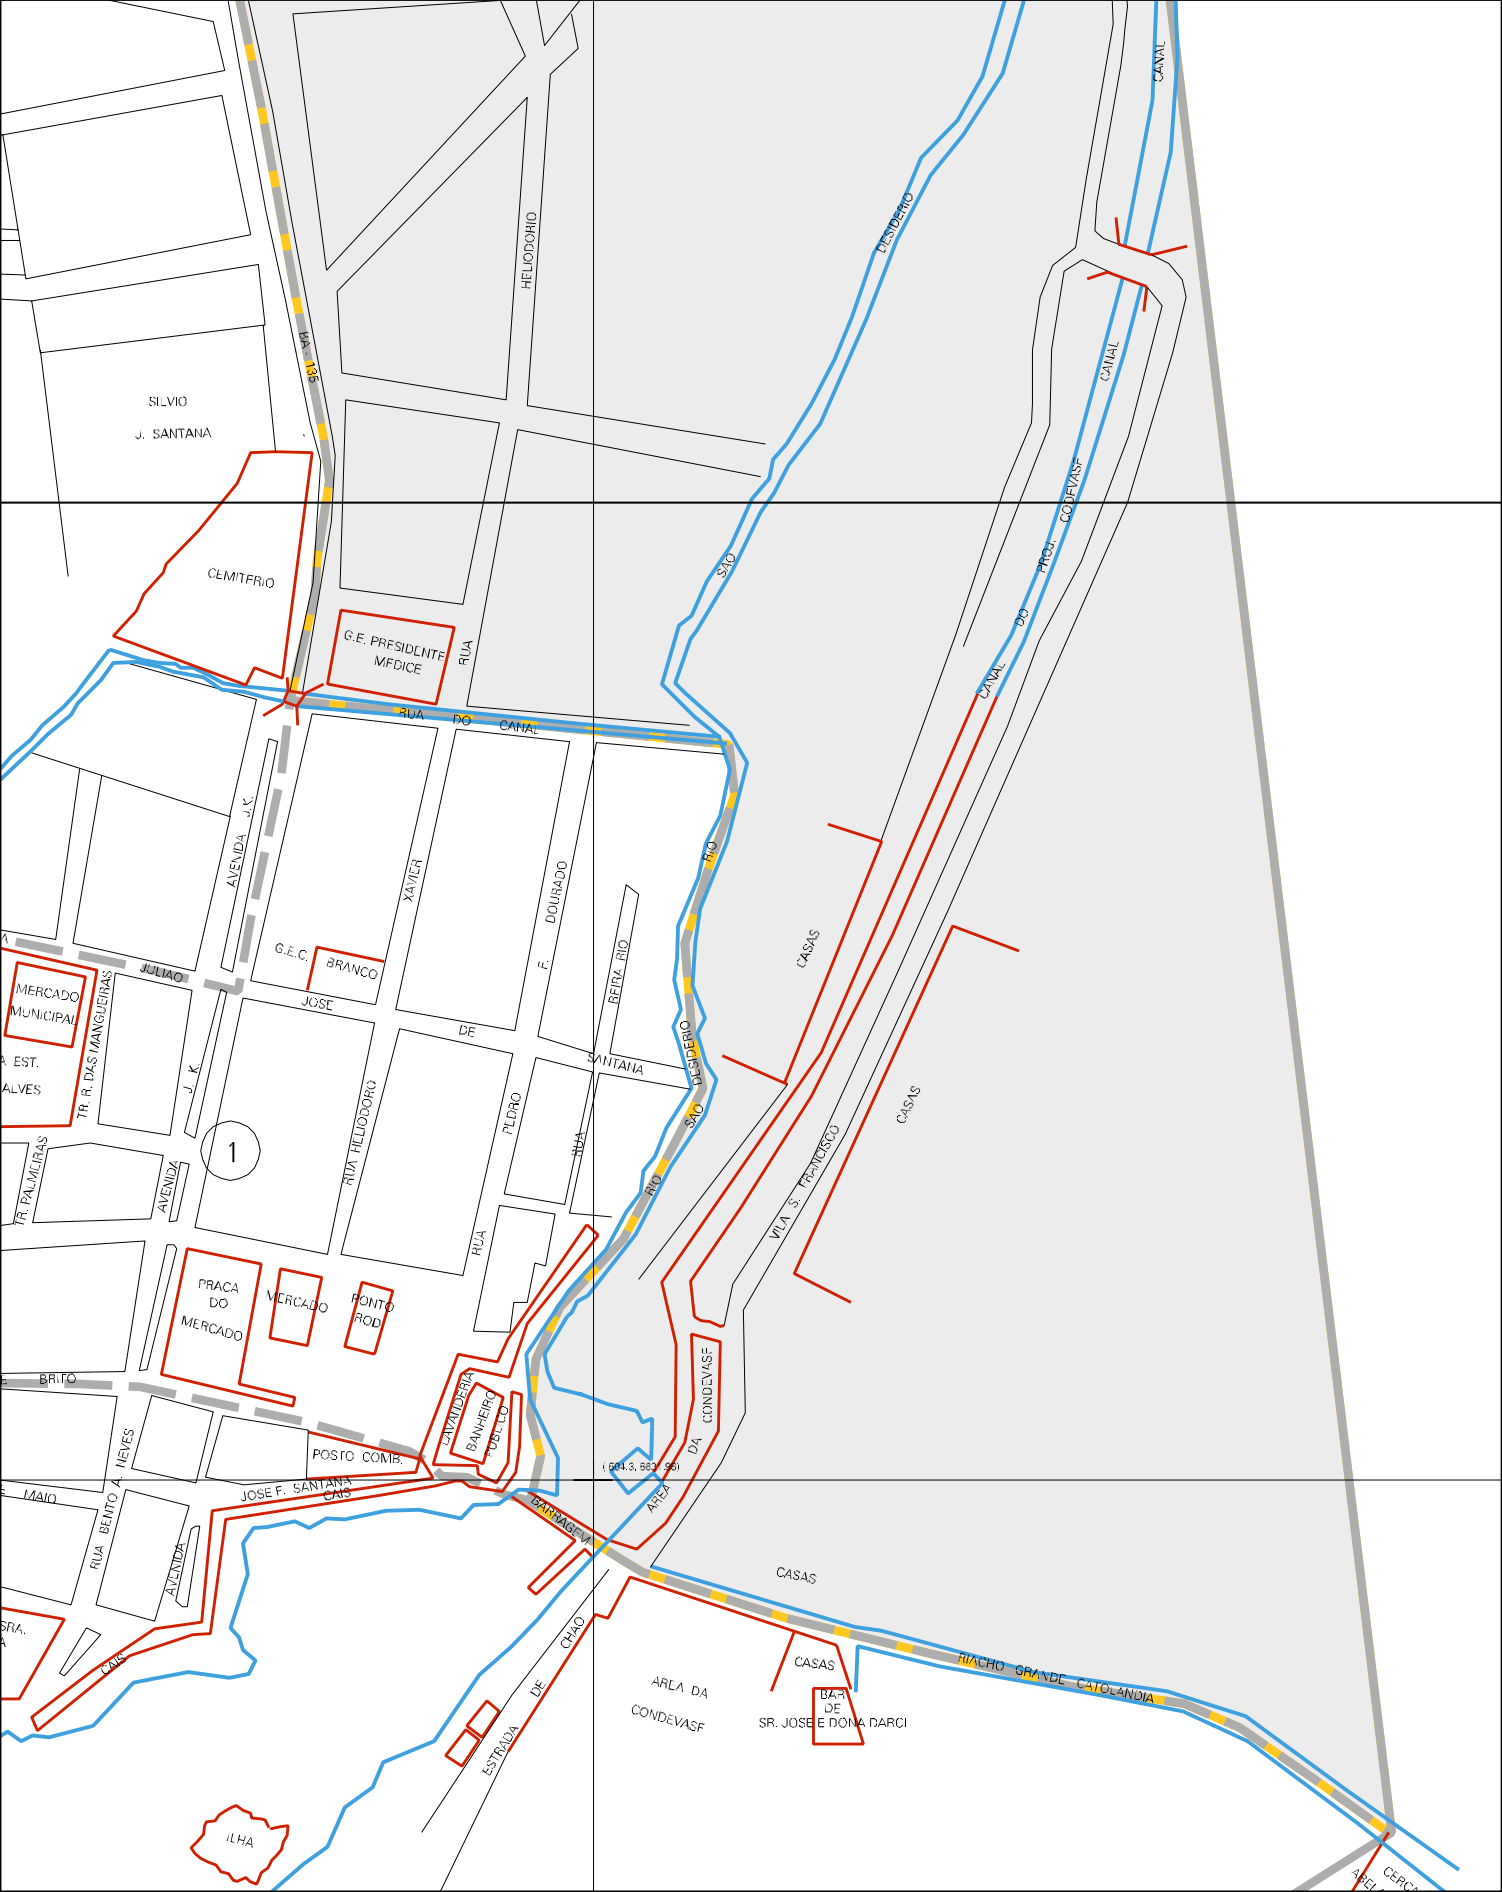 CANAL
DESIDERIO
HELIODORIO
BA - 135
SILVIO
J. SANTANA
CANAL
CODEVASF
PROJ.
DO
CANAL
SAO
CEMITERIO
G.E. PRESIDENTE
MEDICE
RUA
RUA DO CANAL
AVENIDA J.K.
XAVIER
F. DOURADO
RIO
BEIRA RIO
CASAS
G.E.C. BRANCO
JULIAO
JOSE
DE
SANTANA
MERCADO
MUNICIPAL
A EST.
ALVES
TR. R. DAS MANGUEIRAS
J. K.
DESIDERIO
SAO
RIO
CASAS
1
RUA HELIODORO
PEDRO
RUA
RUA
VILA S. FRANCISCO
TR. PALMEIRAS
AVENIDA
PRACA
DO
MERCADO
MERCADO
PONTO
ROD
E BRITO
LAVANDERIA
BANHEIRO
PUBLICO
POSTO COMB.
AREA DA CONDEVASF
JOSE F. SANTANA
CAIS
E MAIO
RUA BENTO A. NEVES
AVENIDA
BARRAGEM
CASAS
SRA.
A
CAIS
ESTRADA DE CHAO
AREA DA
CONDEVASF
CASAS
BAR
DE
SR. JOSE E DONA DARCI
RIACHO GRANDE CATOLANDIA
ILHA
CERCA